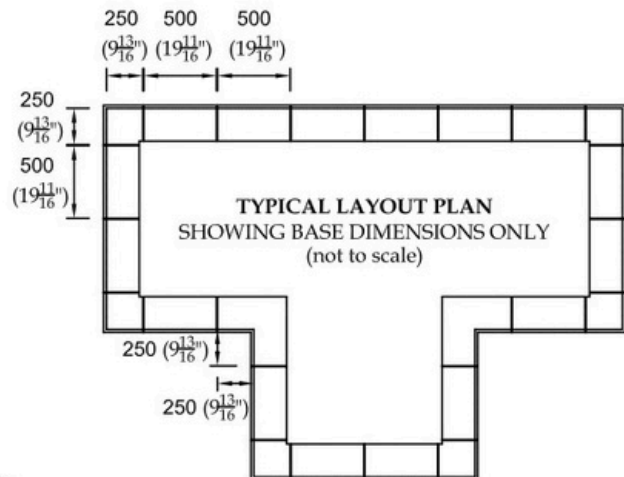 250 500 500
(9 13/16") (19 11/16") (19 11/16")
250
(9 13/16")
500
(19 11/16")
TYPICAL LAYOUT PLAN
SHOWING BASE DIMENSIONS ONLY
(not to scale)
250 (9 13/16")
250 (9 13/16")